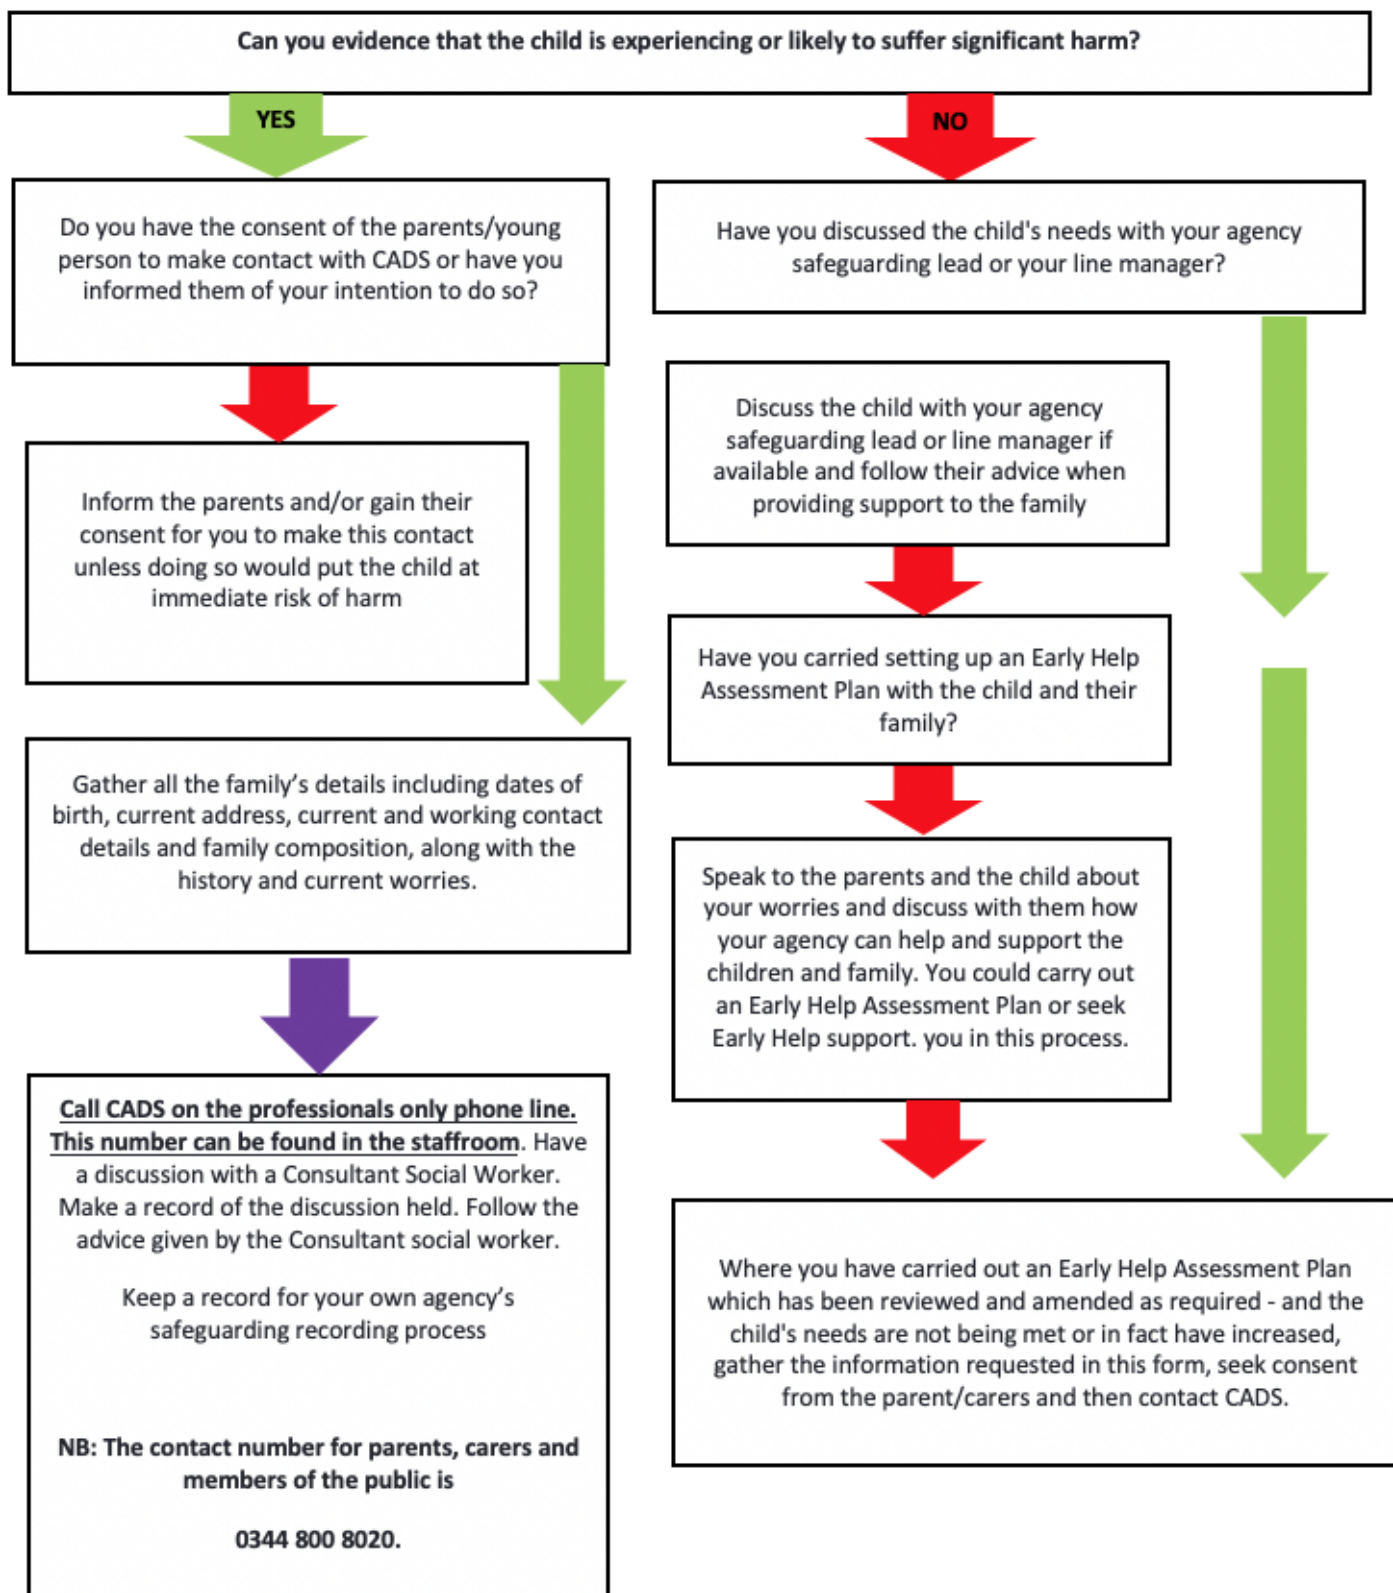 Can you evidence that the child is experiencing or likely to suffer significant harm?
YES
NO
Do you have the consent of the parents/young
person to make contact with CADS or have you
informed them of your intention to do so?
Inform the parents and/or gain their
consent for you to make this contact
unless doing so would put the child at
immediate risk of harm
Gather all the family’s details including dates of
birth, current address, current and working contact
details and family composition, along with the
history and current worries.
Call CADS on the professionals only phone line.
This number can be found in the staffroom. Have
a discussion with a Consultant Social Worker.
Make a record of the discussion held. Follow the
advice given by the Consultant social worker.
Keep a record for your own agency’s
safeguarding recording process
NB: The contact number for parents, carers and
members of the public is
0344 800 8020.
Have you discussed the child's needs with your agency
safeguarding lead or your line manager?
Discuss the child with your agency
safeguarding lead or line manager if
available and follow their advice when
providing support to the family
Have you carried setting up an Early Help
Assessment Plan with the child and their
family?
Speak to the parents and the child about
your worries and discuss with them how
your agency can help and support the
children and family. You could carry out
an Early Help Assessment Plan or seek
Early Help support. you in this process.
Where you have carried out an Early Help Assessment Plan
which has been reviewed and amended as required - and the
child's needs are not being met or in fact have increased,
gather the information requested in this form, seek consent
from the parent/carers and then contact CADS.